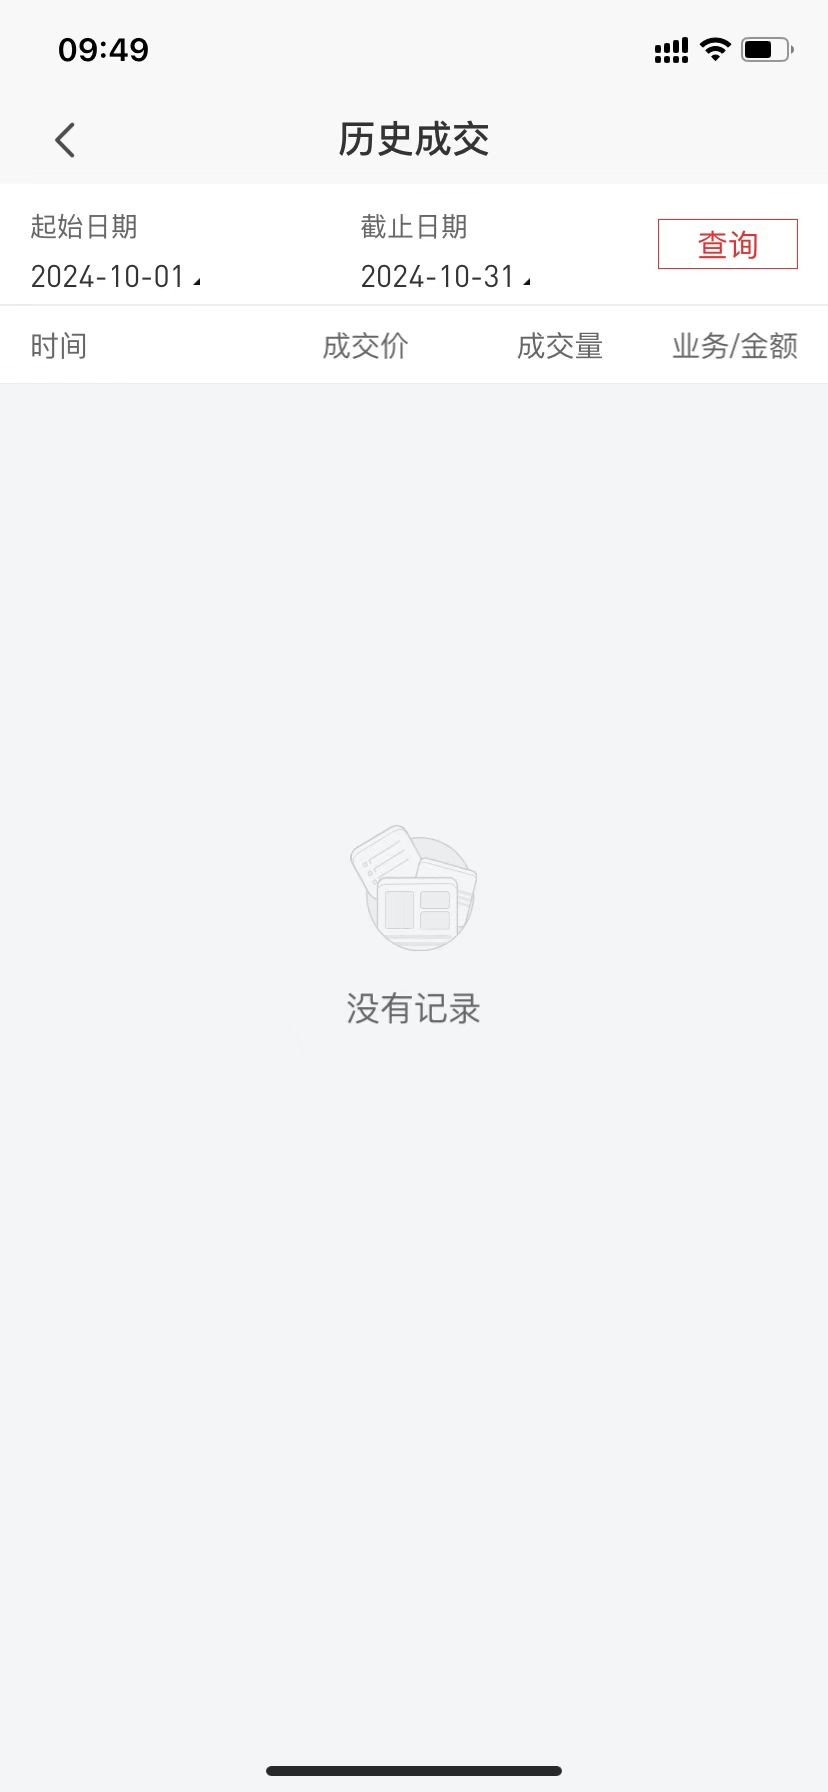 09:49
历史成交
起始日期 截止日期 查询
2024-10-01 2024-10-31
时间 成交价 成交量 业务/金额
没有记录